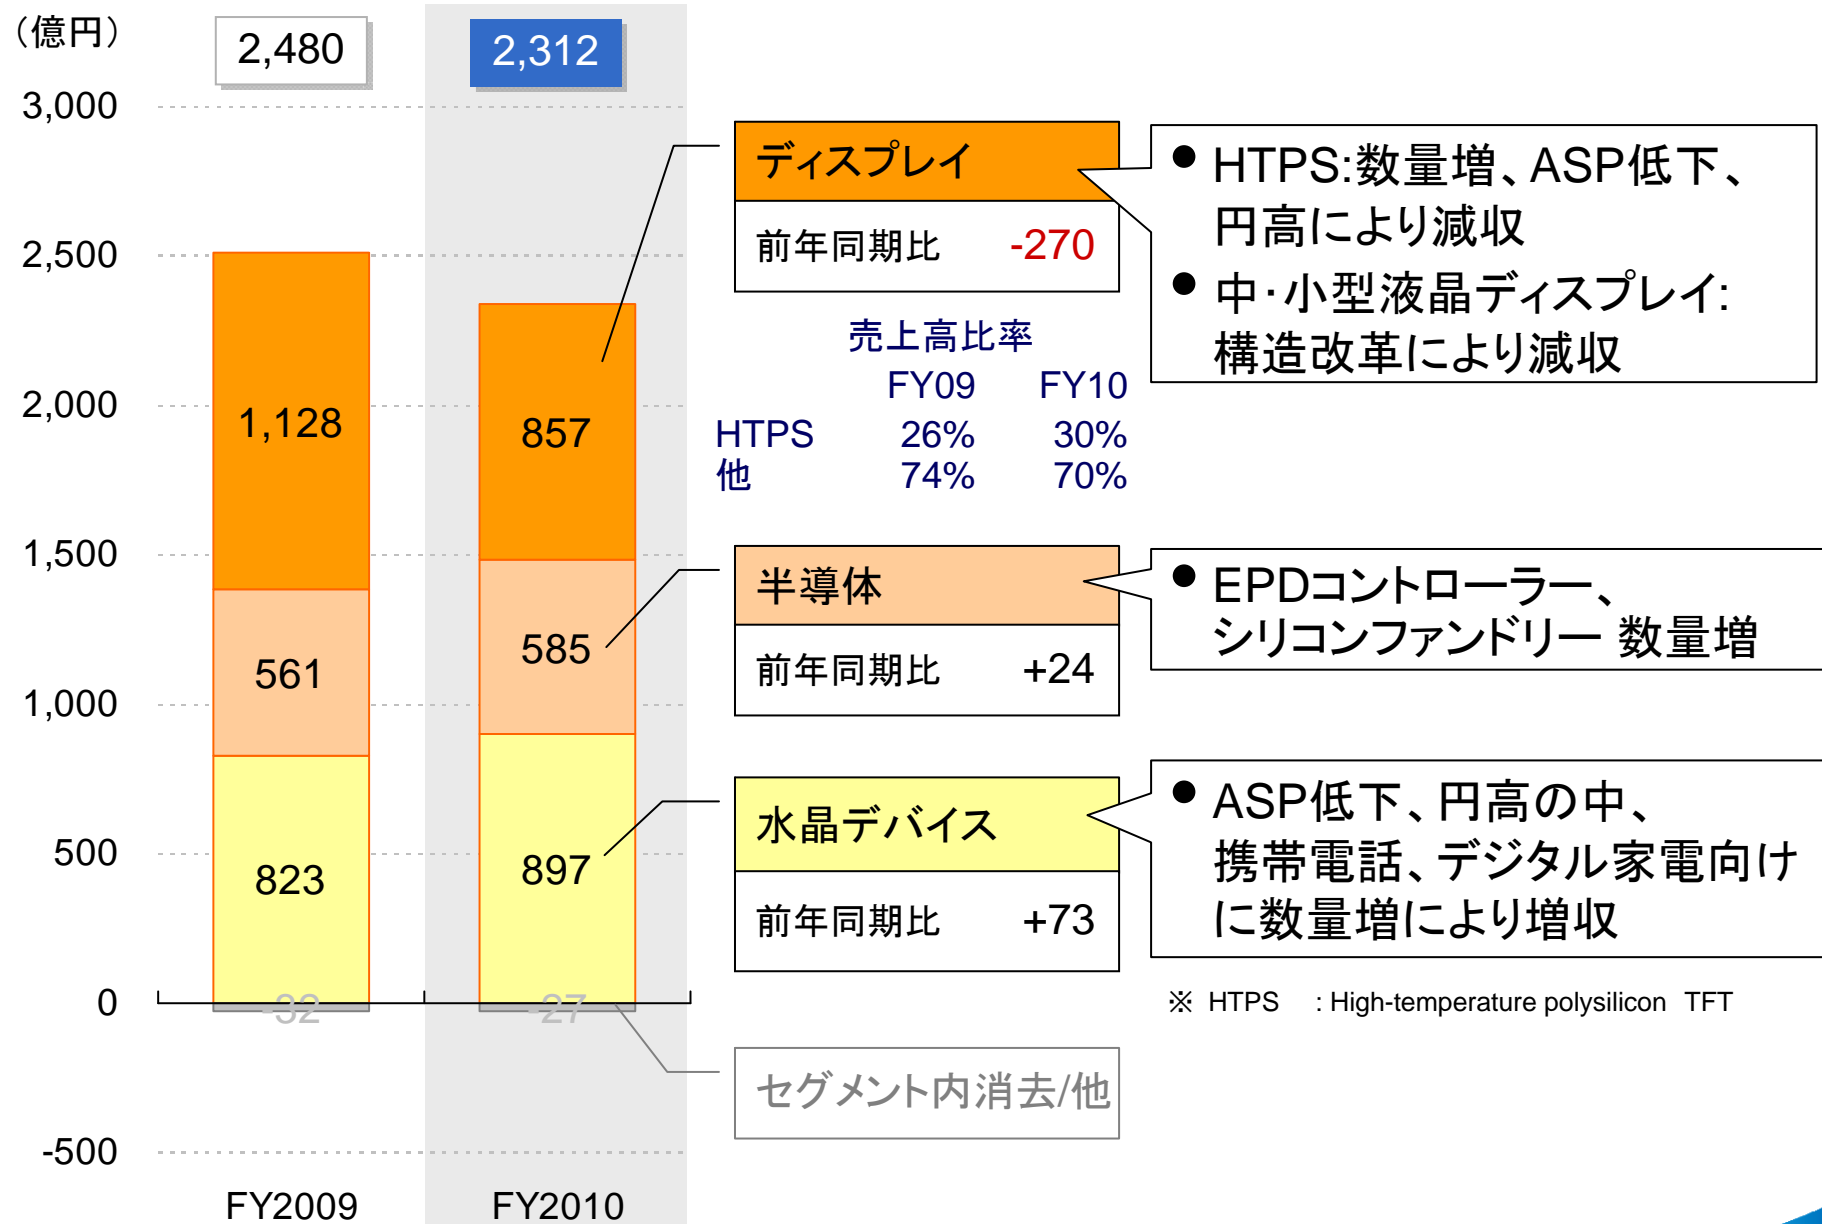 (億円)
2,480
2,312
3,000
2,500
2,000
1,500
1,000
500
0
-500
1,128
561
823
-32
857
585
897
-27
FY2009
FY2010
ディスプレイ
前年同期比 -270
売上高比率
FY09 FY10
HTPS 26% 30%
他 74% 70%
● HTPS:数量増、ASP低下、
円高により減収
● 中・小型液晶ディスプレイ:
構造改革により減収
半導体
前年同期比 +24
● EPDコントローラー、
シリコンファンドリー 数量増
水晶デバイス
前年同期比 +73
● ASP低下、円高の中、
携帯電話、デジタル家電向け
に数量増により増収
※ HTPS : High-temperature polysilicon TFT
セグメント内消去/他